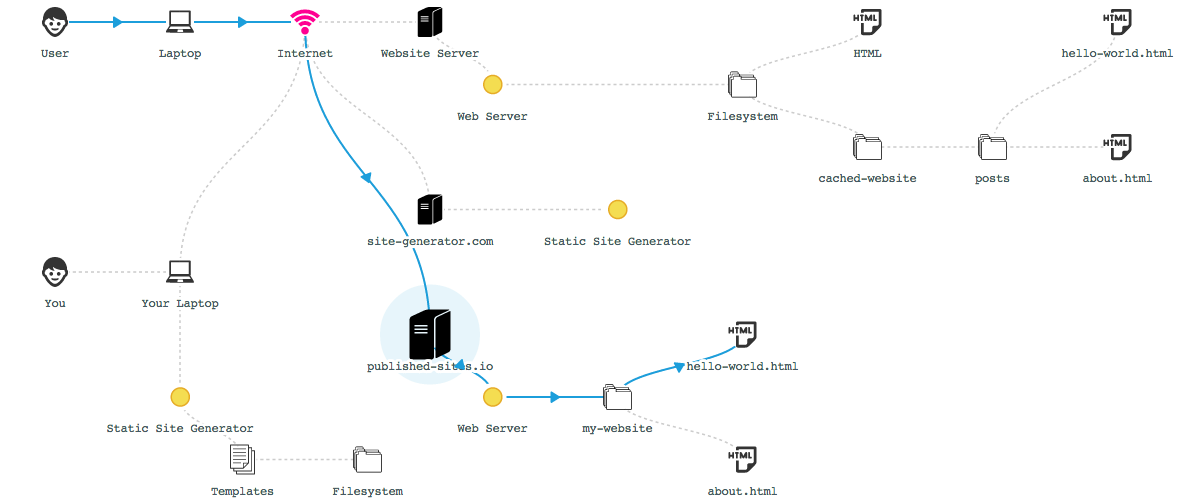 HTML
HTML
User
Laptop
Internet
Website Server
HTML
hello-world.html
Web Server
Filesystem
HTML
cached-website
posts
about.html
site-generator.com
Static Site Generator
You
Your Laptop
HTML
published-sites.io
hello-world.html
Static Site Generator
Web Server
my-website
HTML
Templates
Filesystem
about.html